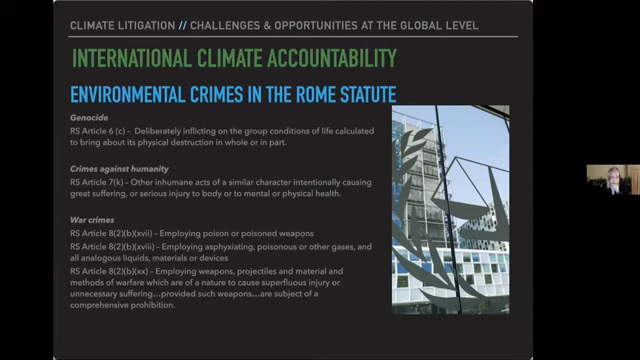 CLIMATE LITIGATION // CHALLENGES & OPPORTUNITIES AT THE GLOBAL LEVEL
INTERNATIONAL CLIMATE ACCOUNTABILITY
ENVIRONMENTAL CRIMES IN THE ROME STATUTE
Genocide
RS Article 6 (c) – Deliberately inflicting on the group conditions of life calculated
to bring about its physical destruction in whole or in part.
Crimes against humanity
RS Article 7(k) – Other inhumane acts of a similar character intentionally causing
great suffering, or serious injury to body or to mental or physical health.
War crimes
RS Article 8(2)(b)(xvii) – Employing poison or poisoned weapons
RS Article 8(2)(b)(xviii) – Employing asphyxiating, poisonous or other gases, and
all analogous liquids, materials or devices
RS Article 8(2)(b)(xx) – Employing weapons, projectiles and material and
methods of warfare which are of a nature to cause superfluous injury or
unnecessary suffering…provided such weapons…are subject of a
comprehensive prohibition.